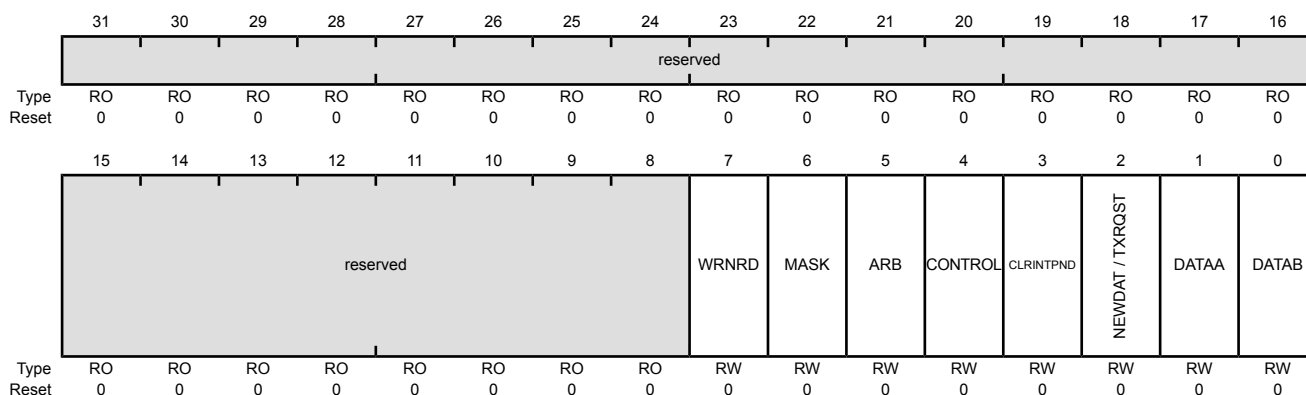 31 30 29 28 27 26 25 24 23 22 21 20 19 18 17 16
reserved
Type RO RO RO RO RO RO RO RO RO RO RO RO RO RO RO RO
Reset 0 0 0 0 0 0 0 0 0 0 0 0 0 0 0 0
15 14 13 12 11 10 9 8 7 6 5 4 3 2 1 0
reserved WRNRD MASK ARB CONTROL CLRINTPND NEWDAT / TXRQST DATAA DATAB
Type RO RO RO RO RO RO RO RO RW RW RW RW RW RW RW RW
Reset 0 0 0 0 0 0 0 0 0 0 0 0 0 0 0 0